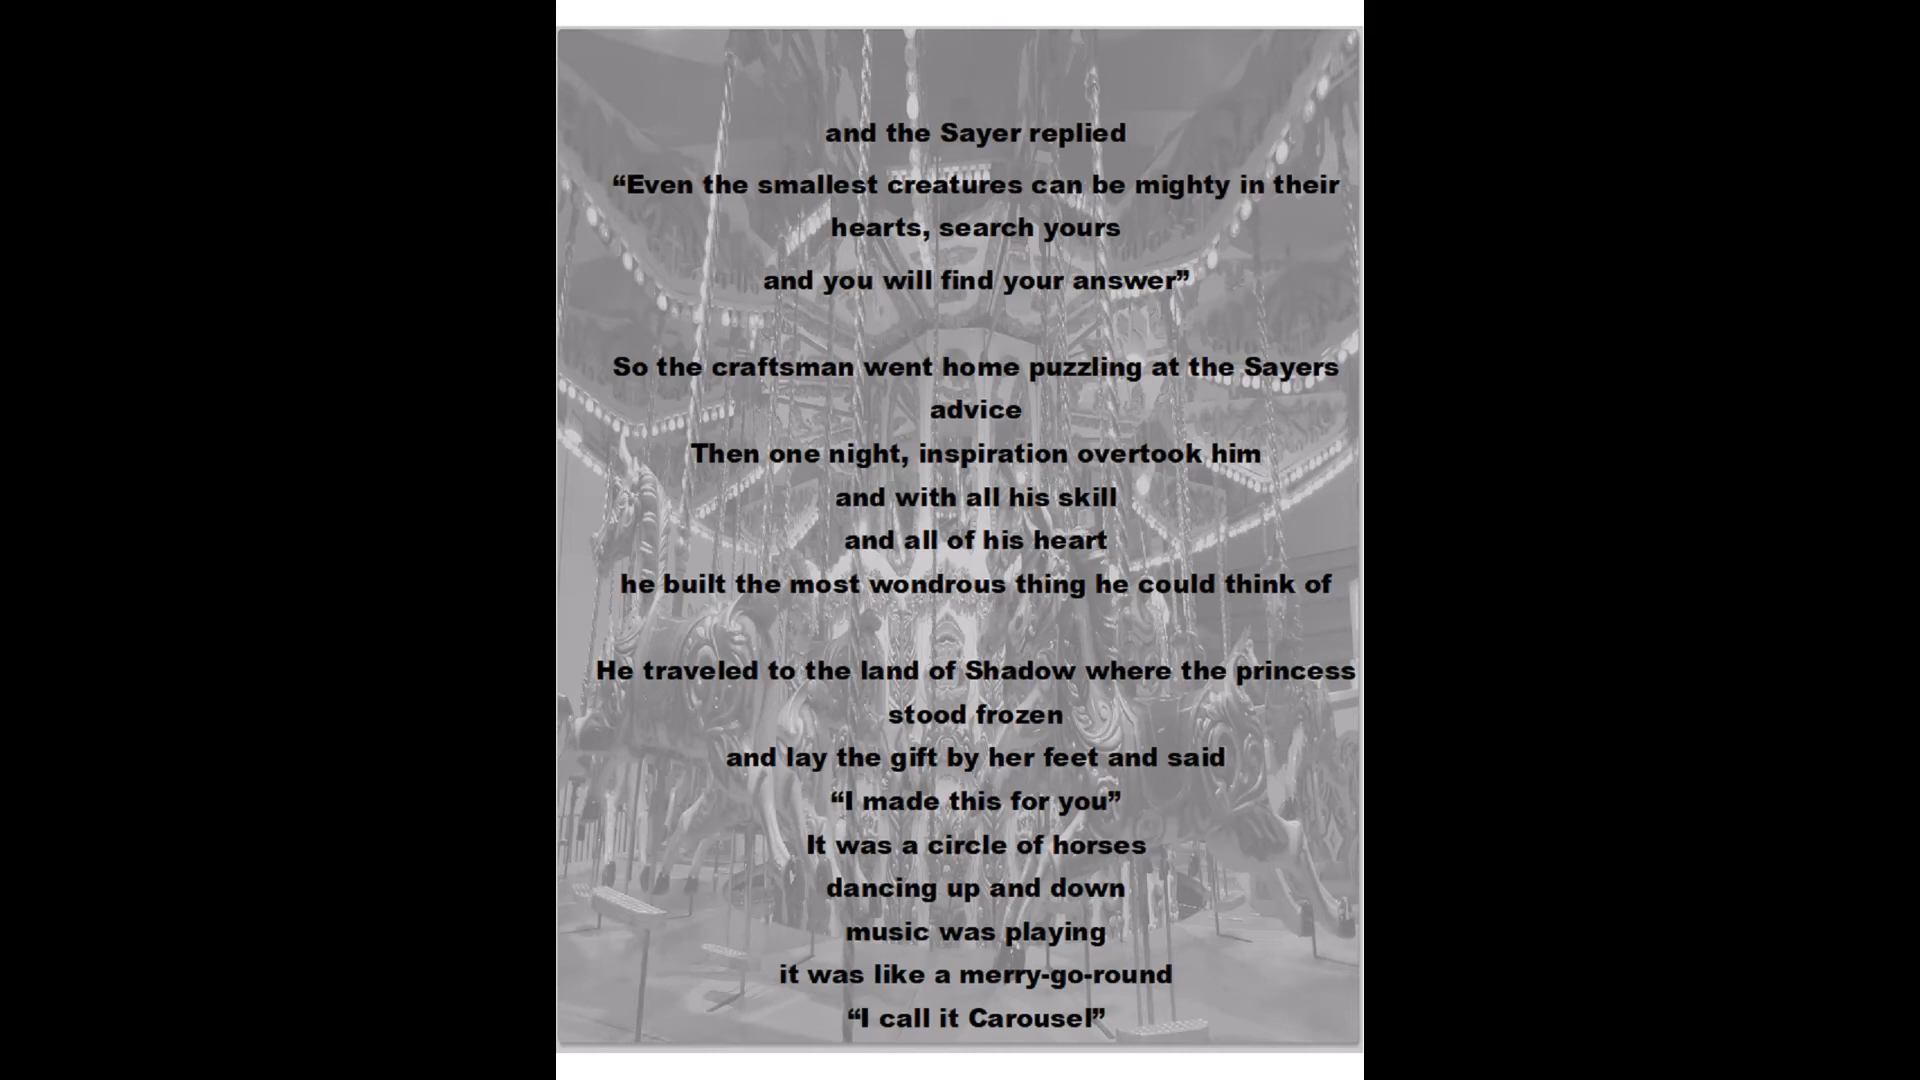 and the Sayer replied
“Even the smallest creatures can be mighty in their
hearts, search yours
and you will find your answer”
So the craftsman went home puzzling at the Sayers
advice
Then one night, inspiration overtook him
and with all his skill
and all of his heart
he built the most wondrous thing he could think of
He traveled to the land of Shadow where the princess
stood frozen
and lay the gift by her feet and said
“I made this for you”
It was a circle of horses
dancing up and down
music was playing
it was like a merry-go-round
“I call it Carousel”